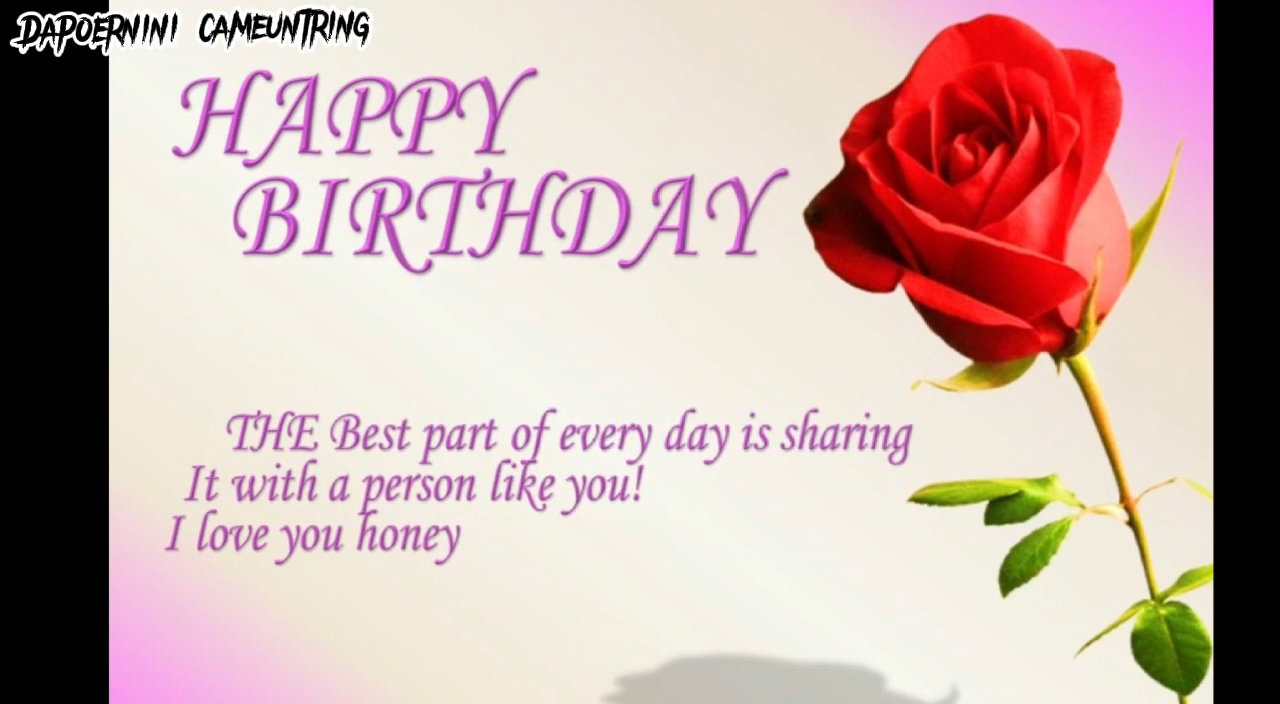 DAPOERNINI CAMEUNTRING
HAPPY
BIRTHDAY
THE Best part of every day is sharing
It with a person like you!
I love you honey